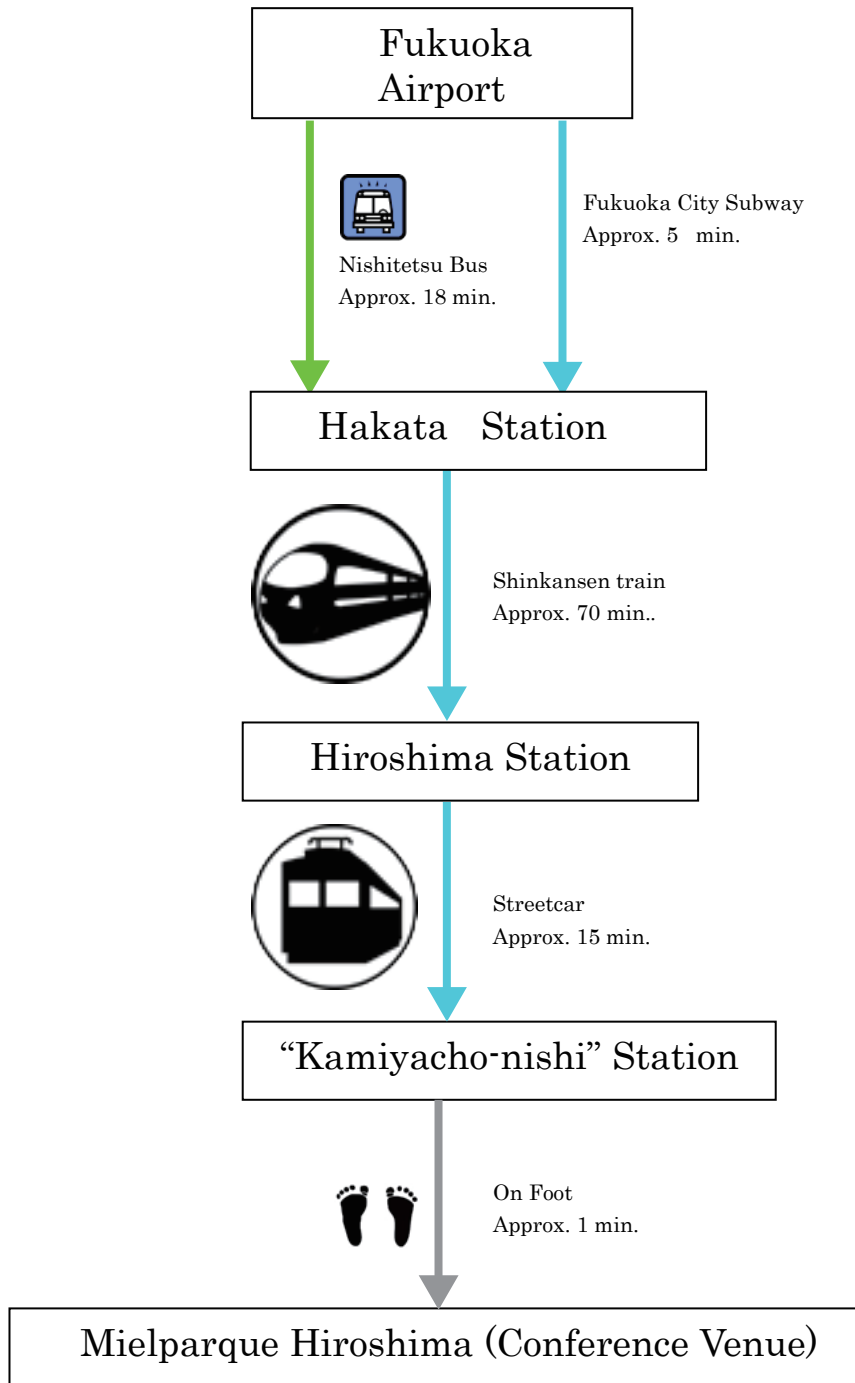 Fukuoka
Airport
Fukuoka City Subway
Approx. 5 min.
Nishitetsu Bus
Approx. 18 min.
Hakata Station
Shinkansen train
Approx. 70 min..
Hiroshima Station
Streetcar
Approx. 15 min.
“Kamiyacho-nishi” Station
On Foot
Approx. 1 min.
Mielparque Hiroshima (Conference Venue)